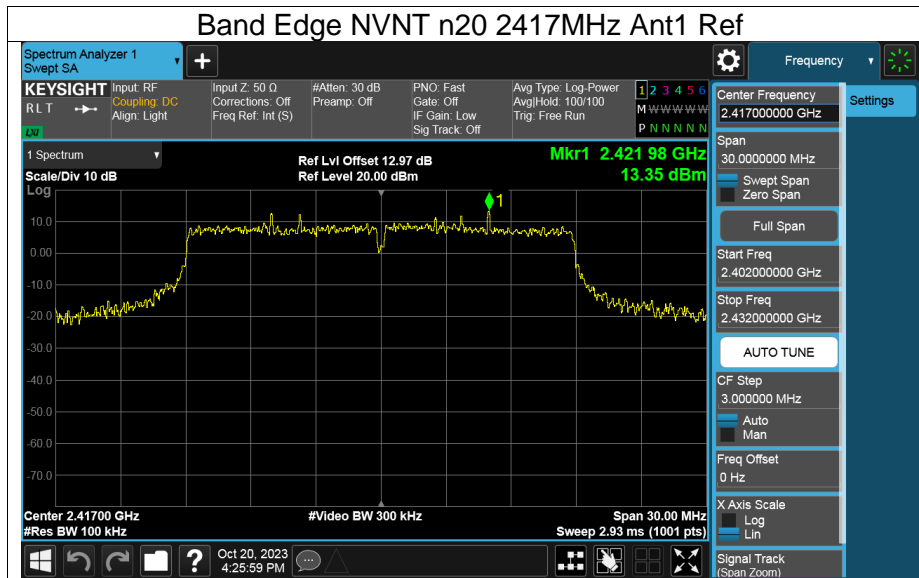 Band Edge NVNT n20 2417MHz Ant1 Ref
Spectrum Analyzer 1
Swept SA
+
Frequency
KEYSIGHT
RLT
LXI
Input: RF
Coupling: DC
Align: Light
Input Z: 50 Ω
Corrections: Off
Freq Ref: Int (S)
#Atten: 30 dB
Preamp: Off
PNO: Fast
Gate: Off
IF Gain: Low
Sig Track: Off
Avg Type: Log-Power
Avg|Hold: 100/100
Trig: Free Run
1 2 3 4 5 6
M W W W W W
P N N N N N
1 Spectrum
Scale/Div 10 dB
Log
Ref Lvl Offset 12.97 dB
Ref Level 20.00 dBm
Mkr1 2.421 98 GHz
13.35 dBm
1
10.0
0.00
-10.0
-20.0
-30.0
-40.0
-50.0
-60.0
-70.0
Center 2.41700 GHz
#Res BW 100 kHz
#Video BW 300 kHz
Span 30.00 MHz
Sweep 2.93 ms (1001 pts)
Center Frequency
2.417000000 GHz
Settings
Span
30.0000000 MHz
Swept Span
Zero Span
Full Span
Start Freq
2.402000000 GHz
Stop Freq
2.432000000 GHz
AUTO TUNE
CF Step
3.000000 MHz
Auto
Man
Freq Offset
0 Hz
X Axis Scale
Log
Lin
Signal Track
(Span Zoom)
?
Oct 20, 2023
4:25:59 PM